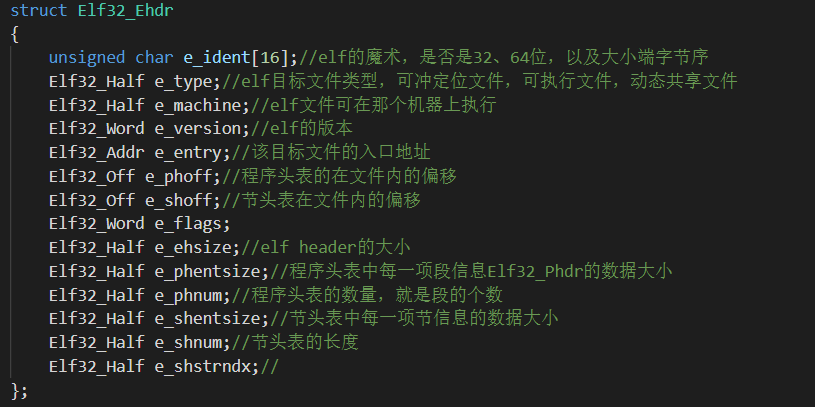 struct Elf32_Ehdr
{
unsigned char e_ident[16];//elf的魔术，是否是32、64位，以及大小端字节序
Elf32_Half e_type;//elf目标文件类型，可冲定位文件，可执行文件，动态共享文件
Elf32_Half e_machine;//elf文件可在那个机器上执行
Elf32_Word e_version;//elf的版本
Elf32_Addr e_entry;//该目标文件的入口地址
Elf32_Off e_phoff;//程序头表的在文件内的偏移
Elf32_Off e_shoff;//节头表在文件内的偏移
Elf32_Word e_flags;
Elf32_Half e_ehsize;//elf header的大小
Elf32_Half e_phentsize;//程序头表中每一项段信息Elf32_Phdr的数据大小
Elf32_Half e_phnum;//程序头表的数量，就是段的个数
Elf32_Half e_shentsize;//节头表中每一项节信息的数据大小
Elf32_Half e_shnum;//节头表的长度
Elf32_Half e_shstrndx;//
};